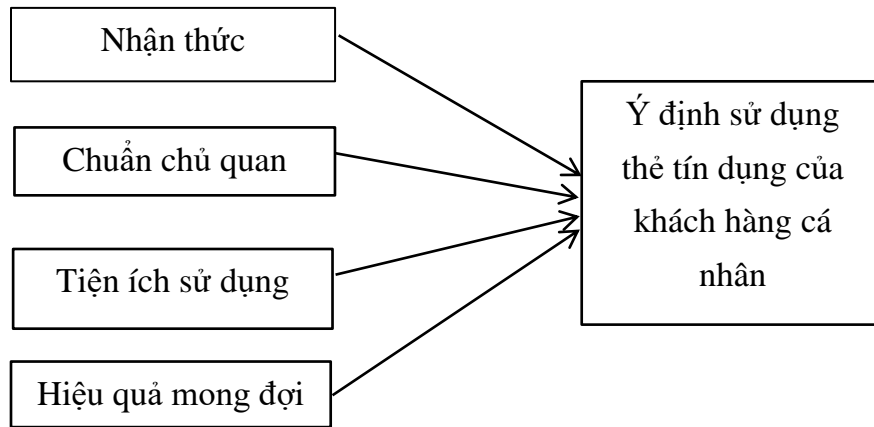 Nhận thức
Chuẩn chủ quan
Tiện ích sử dụng
Hiệu quả mong đợi
Ý định sử dụng
thẻ tín dụng của
khách hàng cá
nhân